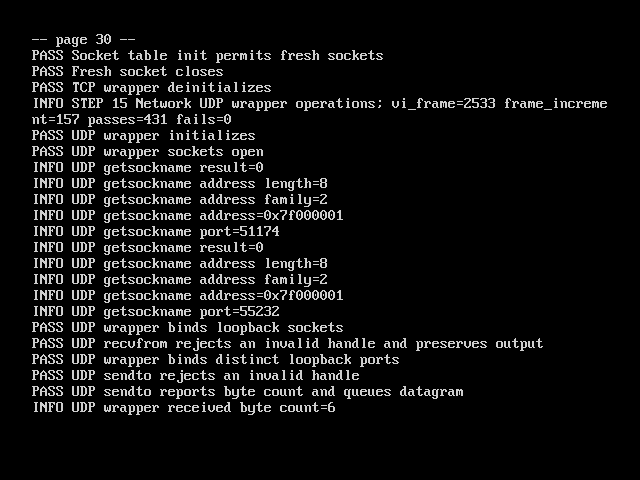 -- page 30 --
PASS Socket table init permits fresh sockets
PASS Fresh socket closes
PASS TCP wrapper deinitializes
INFO STEP 15 Network UDP wrapper operations; vi_frame=2533 frame_increme
nt=157 passes=431 fails=0
PASS UDP wrapper initializes
PASS UDP wrapper sockets open
INFO UDP getsockname result=0
INFO UDP getsockname address length=8
INFO UDP getsockname address family=2
INFO UDP getsockname address=0x7f000001
INFO UDP getsockname port=51174
INFO UDP getsockname result=0
INFO UDP getsockname address length=8
INFO UDP getsockname address family=2
INFO UDP getsockname address=0x7f000001
INFO UDP getsockname port=55232
PASS UDP wrapper binds loopback sockets
PASS UDP recvfrom rejects an invalid handle and preserves output
PASS UDP wrapper binds distinct loopback ports
PASS UDP sendto rejects an invalid handle
PASS UDP sendto reports byte count and queues datagram
INFO UDP wrapper received byte count=6